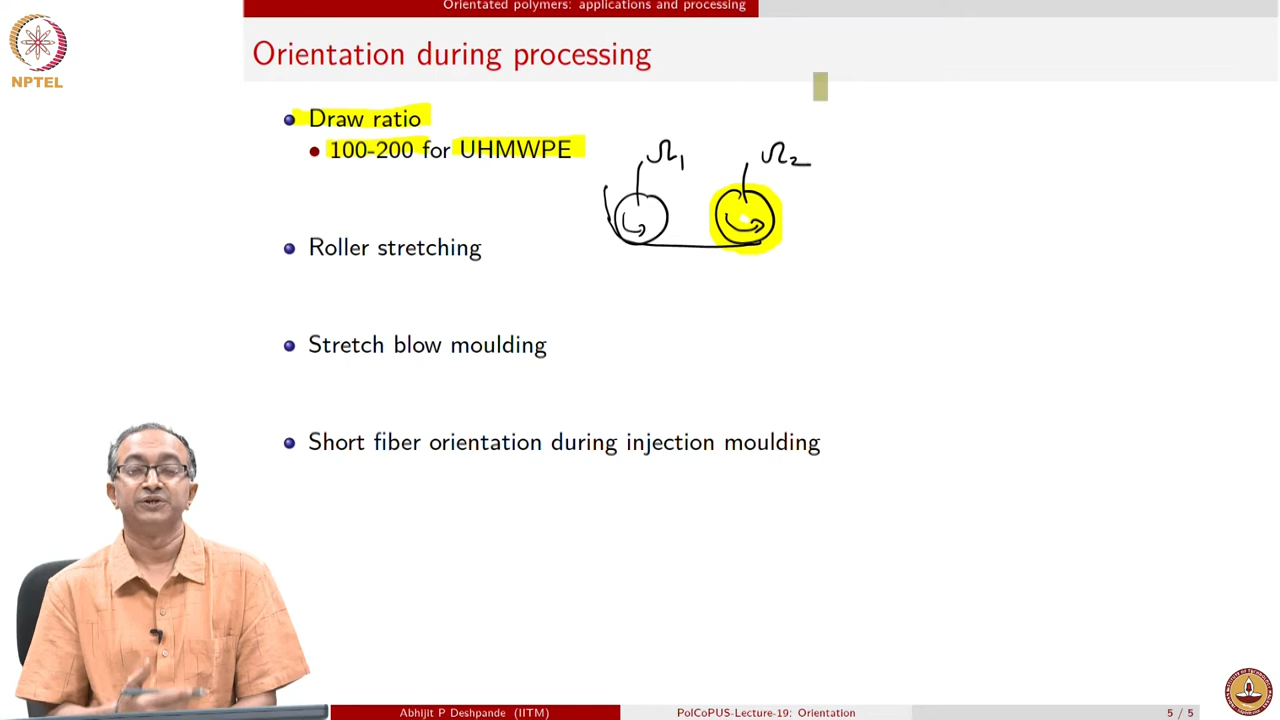 Orientated polymers: applications and processing
NPTEL
Orientation during processing
Draw ratio
100-200 for UHMWPE
Ω1 Ω2
Roller stretching
Stretch blow moulding
Short fiber orientation during injection moulding
Abhijit P Deshpande (IITM) PolCoPUS-Lecture-19: Orientation 5 / 5